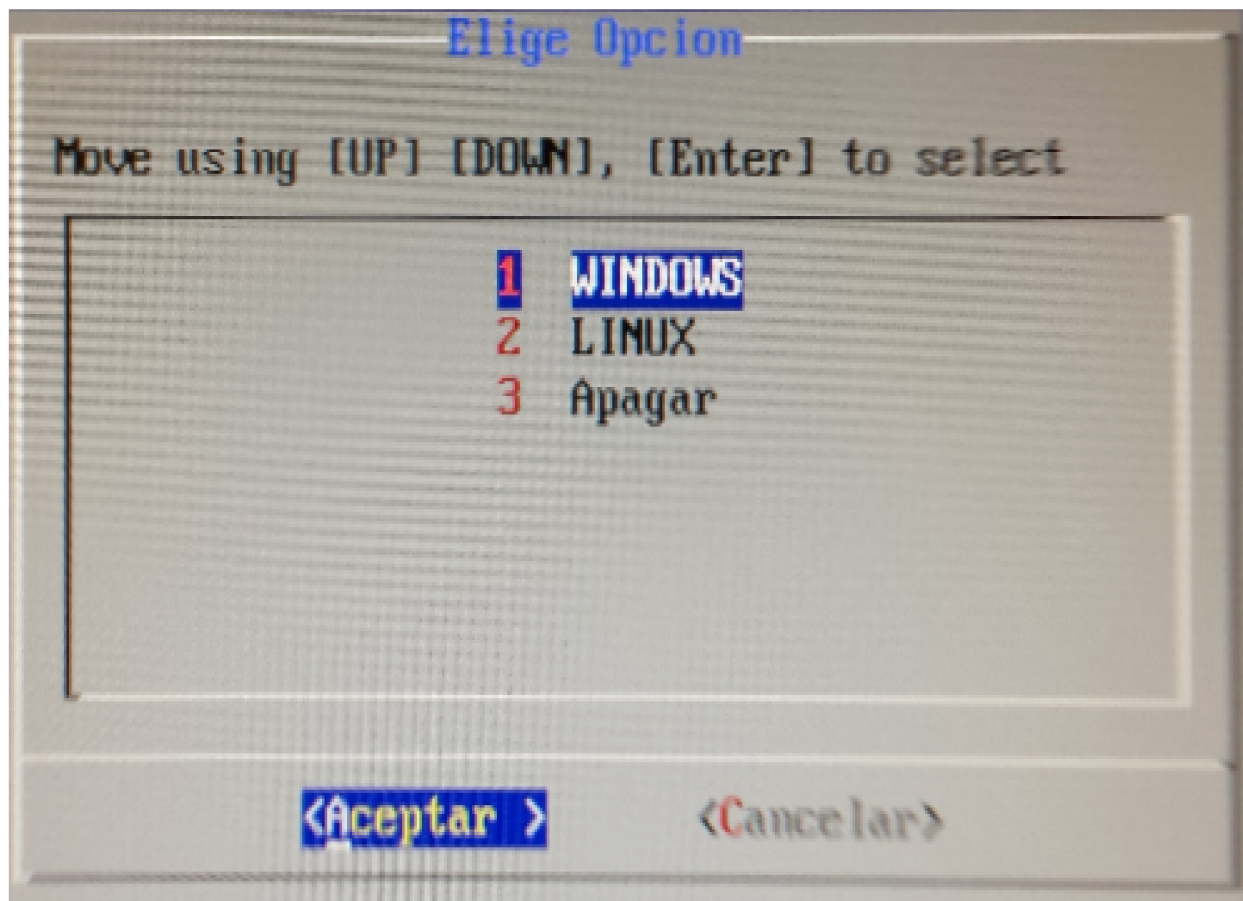 Elige Opcion
Move using [UP] [DOWN], [Enter] to select
1 WINDOWS
2 LINUX
3 Apagar
<Aceptar > <Cancelar>